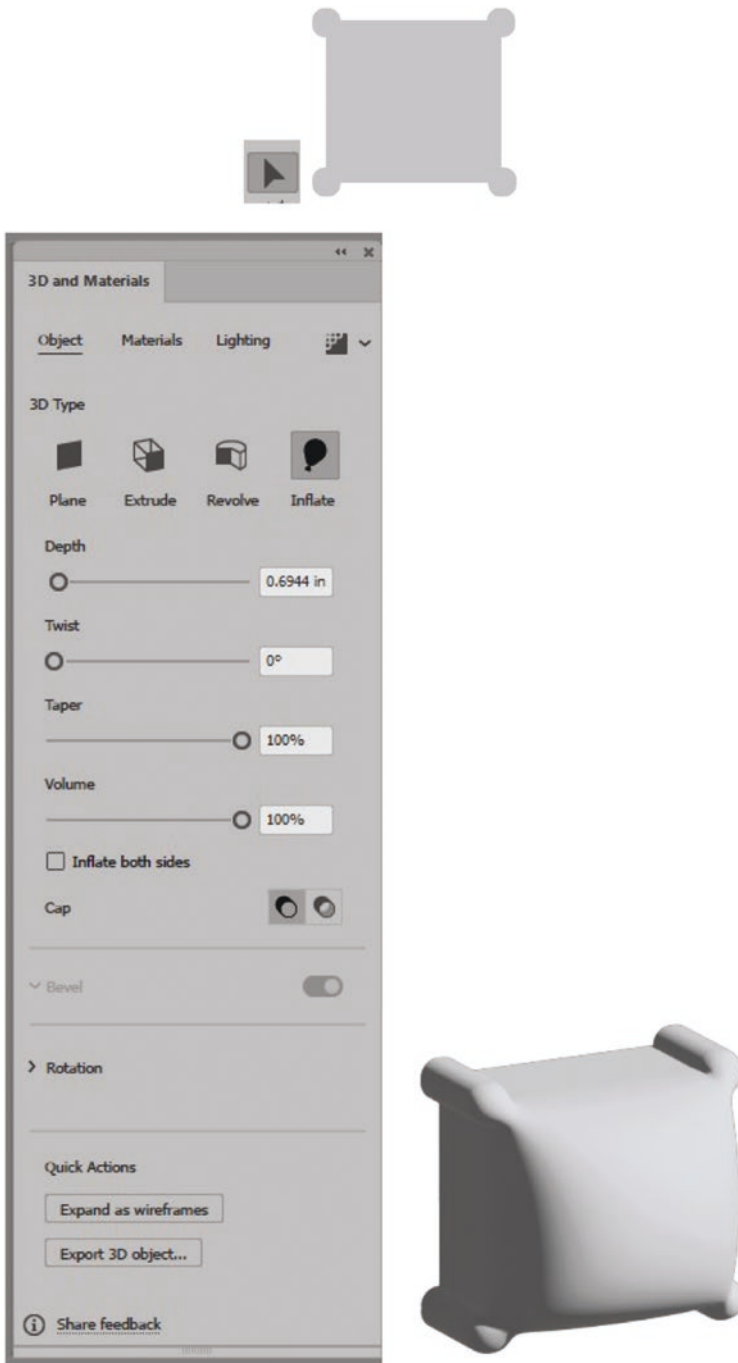 3D and Materials
Object Materials Lighting
3D Type
Plane Extrude Revolve Inflate
Depth
0.6944 in
Twist
0°
Taper
100%
Volume
100%
Inflate both sides
Cap
Bevel
Rotation
Quick Actions
Expand as wireframes
Export 3D object...
Share feedback